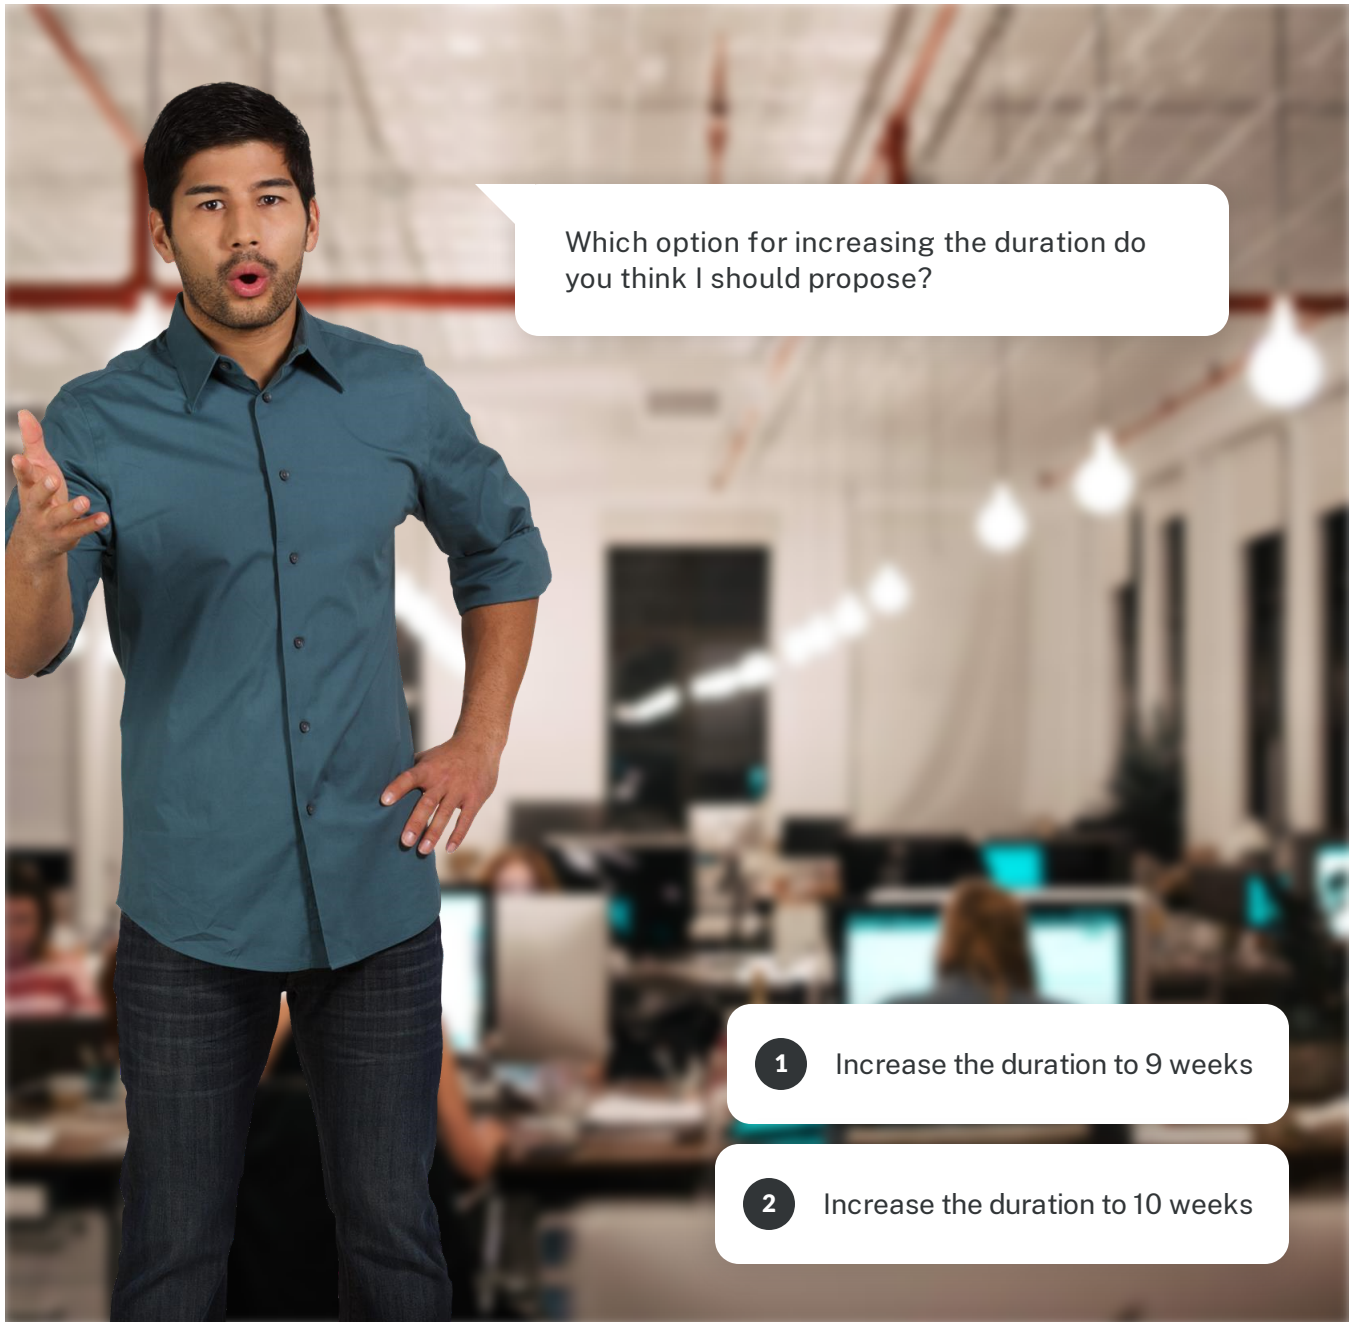 Which option for increasing the duration do
you think I should propose?
1 Increase the duration to 9 weeks
2 Increase the duration to 10 weeks